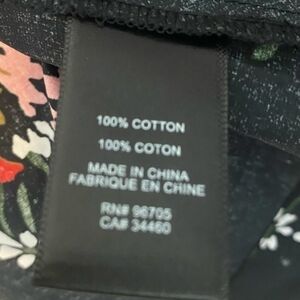 100% COTTON
100% COTON
MADE IN CHINA
FABRIQUE EN CHINE
RN# 96705
CA# 34460